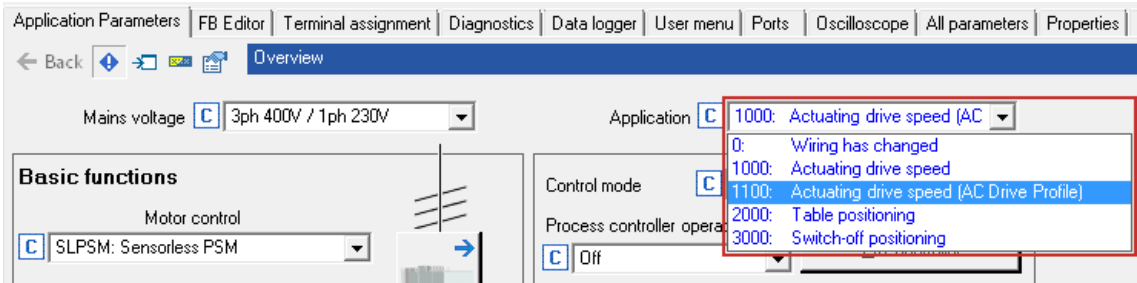 Application Parameters FB Editor Terminal assignment Diagnostics Data logger User menu Ports Oscilloscope All parameters Properties
Back Overview
Mains voltage C 3ph 400V / 1ph 230V Application C 1000: Actuating drive speed (AC
0: Wiring has changed
1000: Actuating drive speed
1100: Actuating drive speed (AC Drive Profile)
2000: Table positioning
3000: Switch-off positioning
Basic functions
Motor control
C SLPSM: Sensorless PSM
Control mode C
Process controller opera
C Off